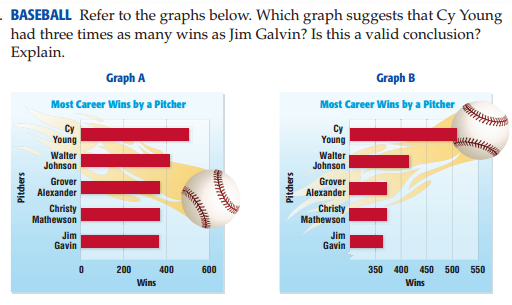 BASEBALL Refer to the graphs below. Which graph suggests that Cy Young
had three times as many wins as Jim Galvin? Is this a valid conclusion?
Explain.
Graph A
Most Career Wins by a Pitcher
Pitchers
Cy
Young
Walter
Johnson
Grover
Alexander
Christy
Mathewson
Jim
Gavin
0 200 400 600
Wins
Graph B
Most Career Wins by a Pitcher
Pitchers
Cy
Young
Walter
Johnson
Grover
Alexander
Christy
Mathewson
Jim
Gavin
350 400 450 500 550
Wins